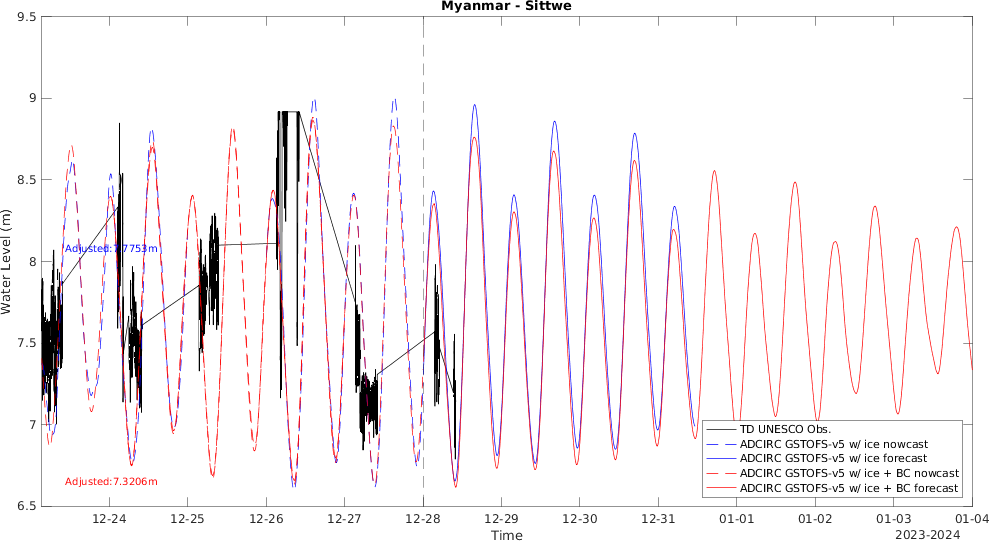 Myanmar - Sittwe
9.5
9
8.5
8
7.5
7
6.5
Water Level (m)
Adjusted:7.7753m
Adjusted:7.3206m
TD UNESCO Obs.
ADCIRC GSTOFS-v5 w/ ice nowcast
ADCIRC GSTOFS-v5 w/ ice forecast
ADCIRC GSTOFS-v5 w/ ice + BC nowcast
ADCIRC GSTOFS-v5 w/ ice + BC forecast
12-24 12-25 12-26 12-27 12-28 12-29 12-30 12-31 01-01 01-02 01-03 01-04
Time
2023-2024